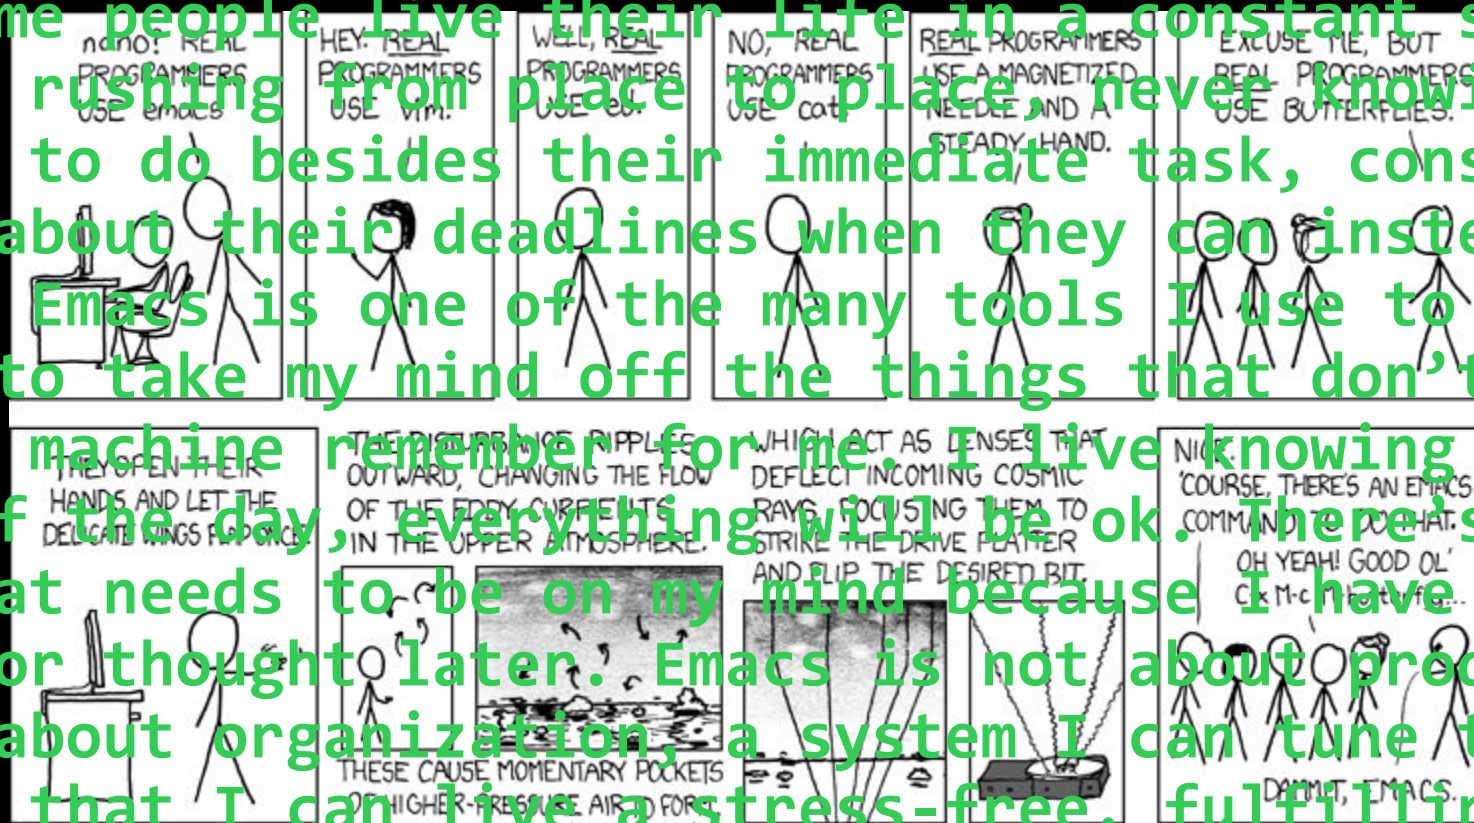 me people live their life in a constant s
rushing from place to place, never knowi
to do besides their immediate task, cons
about their deadlines when they can inste
Emacs is one of the many tools I use to
to take my mind off the things that don't
machine remember for me. I live knowing
f the day, everything will be ok. There's
at needs to be on my mind because I have
or thought later. Emacs is not about prod
about organization, a system I can tune t
that I can live a stress-free, fulfillin
nano? REAL
PROGRAMMERS
USE emacs
HEY. REAL
PROGRAMMERS
USE vim.
WELL, REAL
PROGRAMMERS
USE ed.
NO, REAL
PROGRAMMERS
USE cat.
REAL PROGRAMMERS
USE A MAGNETIZED
NEEDLE AND A
STEADY HAND.
EXCUSE ME, BUT
REAL PROGRAMMERS
USE BUTTERFLIES.
THEY OPEN THEIR
HANDS AND LET THE
DELICATE WINGS FLAP ONCE.
THE DISTURBANCE RIPPLES
OUTWARD, CHANGING THE FLOW
OF THE EDDY CURRENTS
IN THE UPPER ATMOSPHERE.
THESE CAUSE MOMENTARY POCKETS
OF HIGHER-PRESSURE AIR TO FORM,
WHICH ACT AS LENSES THAT
DEFLECT INCOMING COSMIC
RAYS, FOCUSING THEM TO
STRIKE THE DRIVE PLATTER
AND FLIP THE DESIRED BIT.
NICE.
'COURSE, THERE'S AN EMACS
COMMAND TO DO THAT.
OH YEAH! GOOD OL'
C-x M-c M-butterfly...
DAMMIT, EMACS.